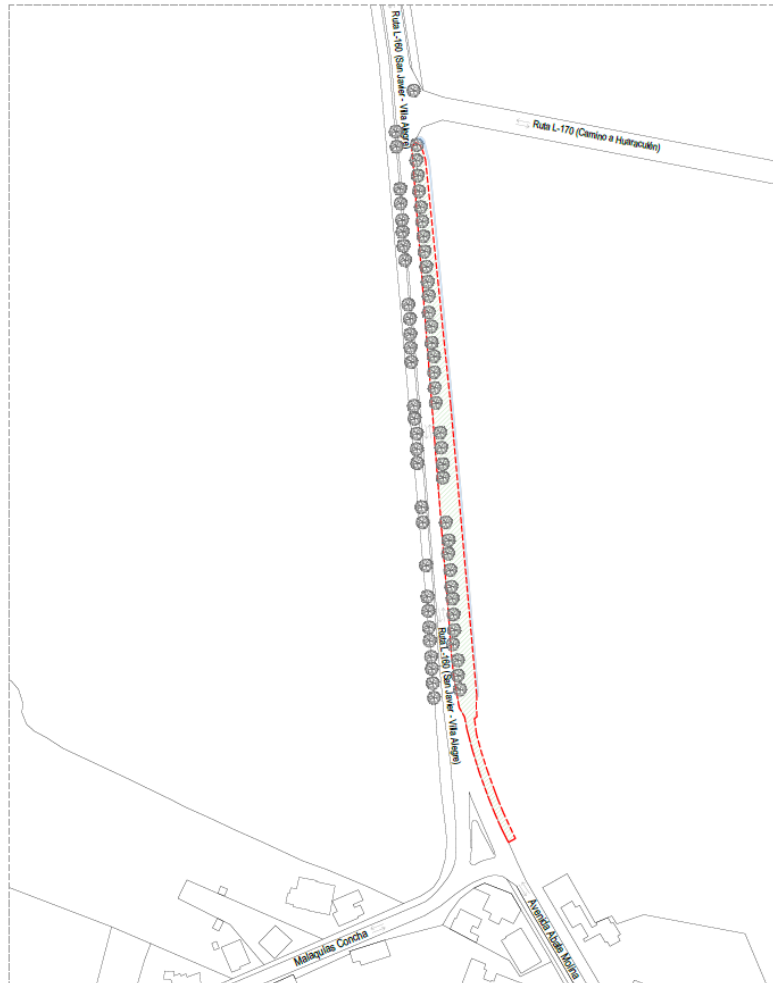 Ruta L-160 (San Javier - Villa Alegre)
Ruta L-170 (Camino a Huaraculén)
Ruta L-160 (San Javier - Villa Alegre)
Malaquías Concha
Avenida Abate Molina